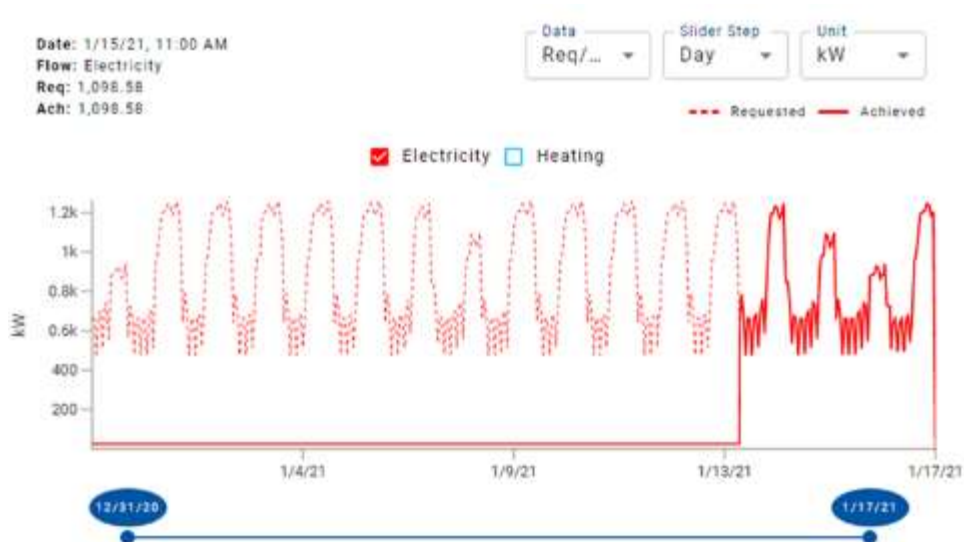 Date: 1/15/21, 11:00 AM
Flow: Electricity
Req: 1,098.58
Ach: 1,098.58
Data
Req/...
Slider Step
Day
Unit
kW
Requested
Achieved
Electricity
Heating
1.2k
1k
0.8k
0.6k
400
200
kW
1/4/21
1/9/21
1/13/21
1/17/21
12/31/20
1/17/21